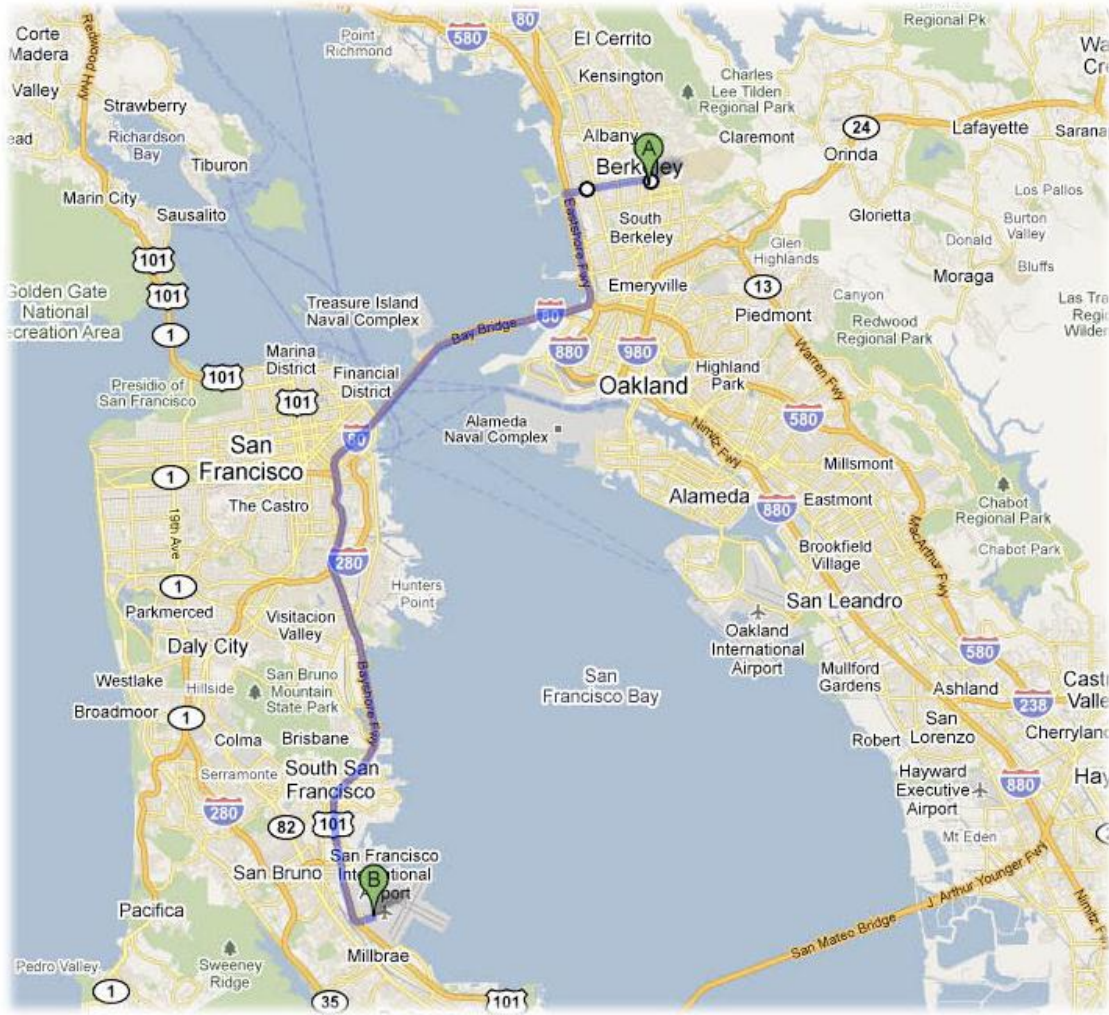 Regional Pk
80
580
Point
Richmond
El Cerrito
Corte
Madera
Redwood Hwy
Kensington
Valley
Charles
Lee Tilden
Regional Park
Strawberry
Richardson
Bay
Albany
Claremont
24
Lafayette
Orinda
Tiburon
A
Berkeley
Marin City
Sausalito
Los Pallos
South
Berkeley
Glorietta
Burton
Valley
Eastshore Fwy
Glen
Highlands
Donald
Bluffs
101
Moraga
Emeryville
13
Golden Gate
National
101
Treasure Island
Naval Complex
Canyon
Piedmont
1
Bay Bridge
80
Redwood
Regional Park
880
980
Marina
District
Financial
District
Highland
Park
Warren Fwy
Presidio of
San Francisco
101
101
Oakland
580
Alameda
Naval Complex
Nimitz Fwy
80
San
Francisco
1
Millsmont
The Castro
Alameda
Eastmont
880
Chabot
Regional Park
19th Ave
MacArthur Fwy
Brookfield
Village
Chabot Park
280
1
Hunters
Point
Parkmerced
Visitacion
Valley
San Leandro
Daly City
Oakland
International
Airport
580
Westlake
Hillside
San Bruno
Mountain
State Park
Bayshore Fwy
San
Francisco Bay
Mullford
Gardens
Ashland
238
Broadmoor
1
Colma
Brisbane
San
Lorenzo
Robert
Serramonte
South San
Francisco
Hayward
Executive
Airport
880
280
82
101
Mt Eden
San Bruno
San Francisco
International
Airport
B
J. Arthur Younger Fwy
Pacifica
Nimitz Fwy
Millbrae
San Mateo Bridge
Pedro Valley
Sweeney
Ridge
1
35
101